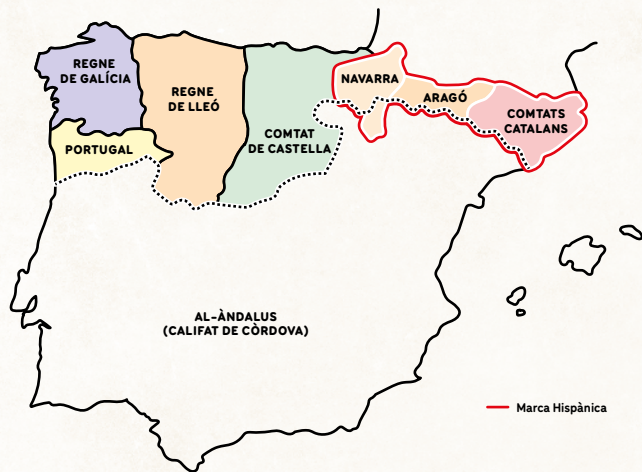 REGNE
DE GALÍCIA
REGNE
DE LLEÓ
PORTUGAL
COMTAT
DE CASTELLA
NAVARRA
ARAGÓ
COMTATS
CATALANS
AL-ÀNDALUS
(CALIFAT DE CÒRDOVA)
Marca Hispànica